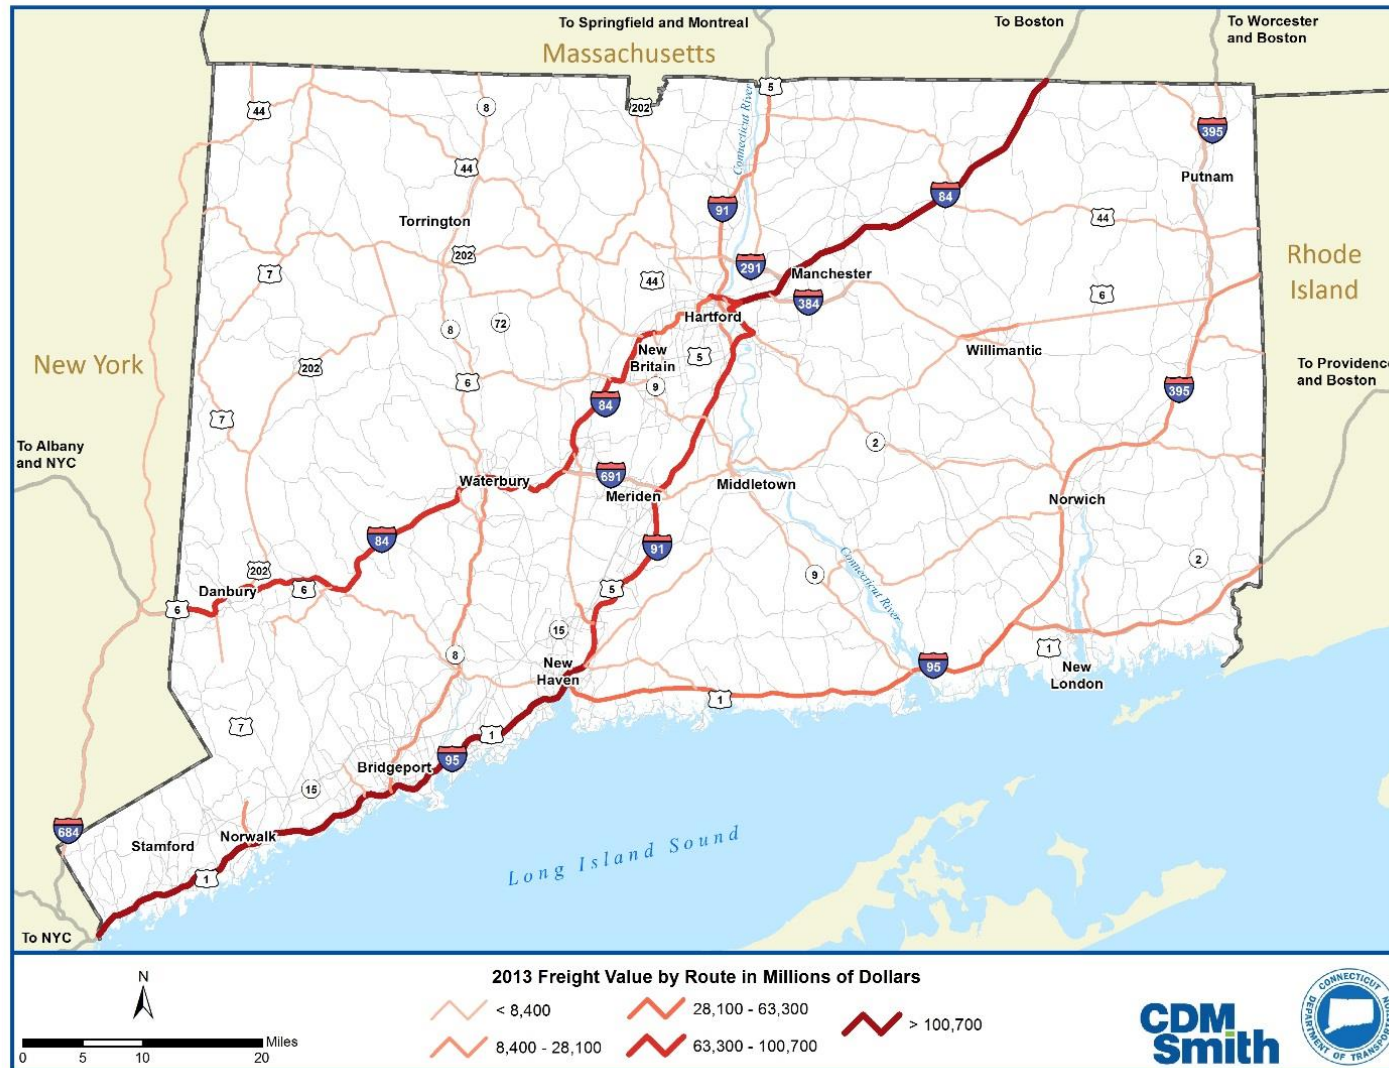 To Springfield and Montreal
To Boston
To Worcester
and Boston
Massachusetts
5
44
8
202
Connecticut River
395
44
Putnam
84
91
Torrington
44
202
Rhode
Island
7
44
291
Manchester
6
384
Hartford
8
72
Willimantic
New
Britain
5
New York
202
6
9
395
To Providence
and Boston
84
7
2
To Albany
and NYC
Waterbury
691
Meriden
Middletown
Norwich
84
91
202
Danbury
6
6
5
9
Connecticut River
2
15
8
New
Haven
95
1
New
London
1
7
1
95
Bridgeport
15
684
Norwalk
Stamford
1
Long Island Sound
To NYC
N
Miles
0 5 10 20
2013 Freight Value by Route in Millions of Dollars
< 8,400
8,400 - 28,100
28,100 - 63,300
63,300 - 100,700
> 100,700
CDM
Smith
CONNECTICUT
DEPARTMENT OF TRANSPORT